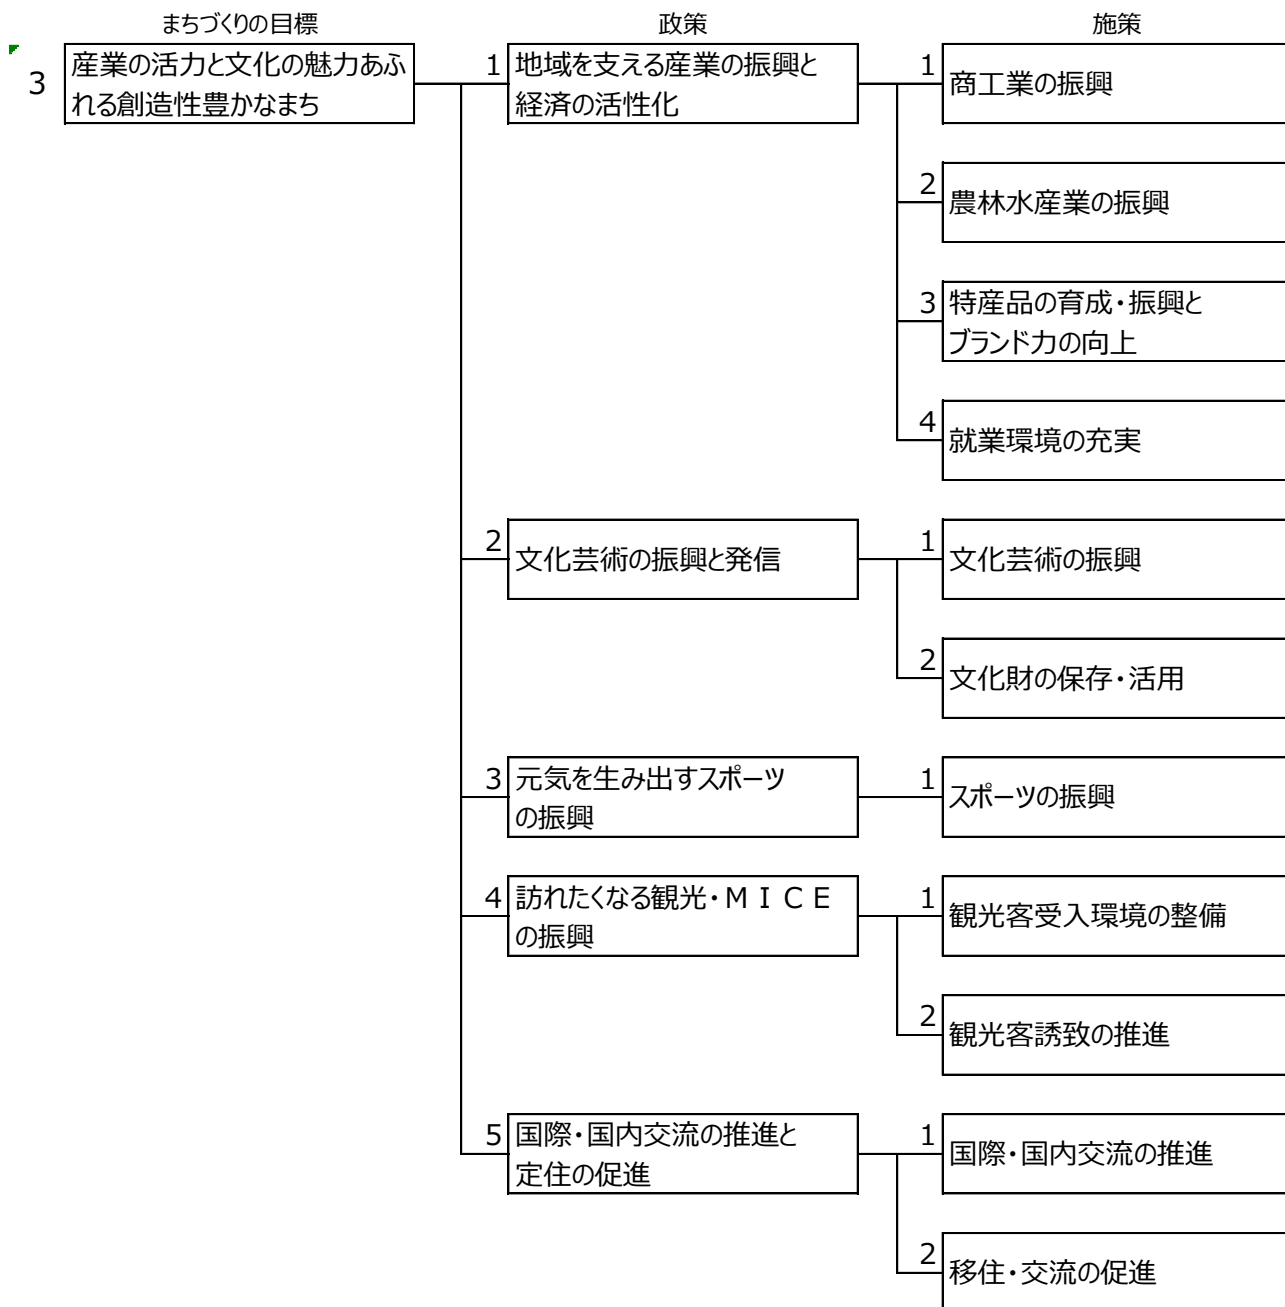 まちづくりの目標
政策
施策
3
産業の活力と文化の魅力あふ
れる創造性豊かなまち
1
地域を支える産業の振興と
経済の活性化
1
商工業の振興
2
農林水産業の振興
3
特産品の育成・振興と
ブランド力の向上
4
就業環境の充実
2
文化芸術の振興と発信
1
文化芸術の振興
2
文化財の保存・活用
3
元気を生み出すスポーツ
の振興
1
スポーツの振興
4
訪れたくなる観光・ＭＩＣＥ
の振興
1
観光客受入環境の整備
2
観光客誘致の推進
5
国際・国内交流の推進と
定住の促進
1
国際・国内交流の推進
2
移住・交流の促進